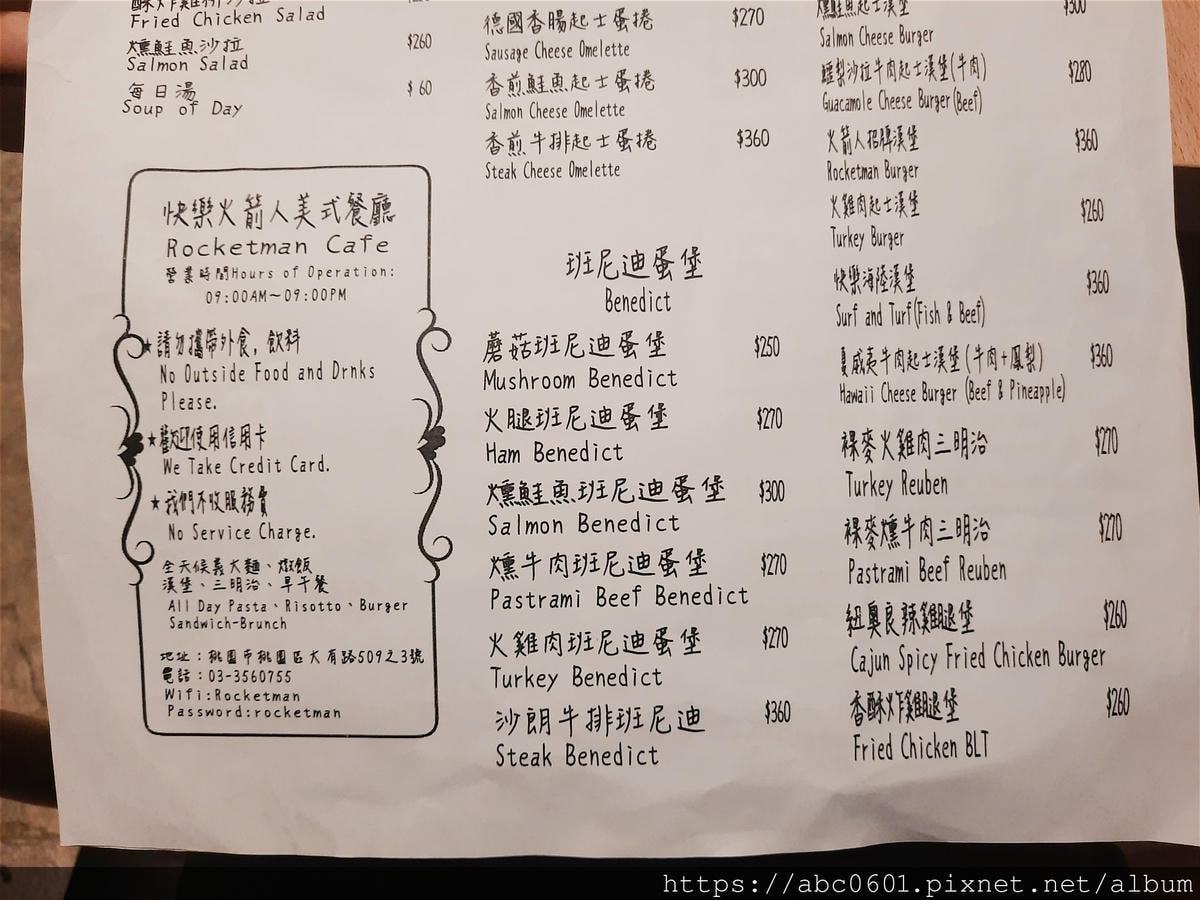 Fried Chicken Salad
燻鮭魚沙拉 $260
Salmon Salad
每日湯 $ 60
Soup of Day
快樂火箭人美式餐廳
Rocketman Cafe
營業時間Hours of Operation:
09:00AM～09:00PM
★請勿攜帶外食, 飲料
No Outside Food and Drnks
Please.
★歡迎使用信用卡
We Take Credit Card.
★我們不收服務費
No Service Charge.
全天候義大麵、燉飯
漢堡、三明治、早午餐
All Day Pasta、Risotto、Burger
Sandwich-Brunch
地址：桃園市桃園區大有路509之3號
電話：03-3560755
Wifi:Rocketman
Password:rocketman
德國香腸起士蛋捲 $270
Sausage Cheese Omelette
香煎鮭魚起士蛋捲 $300
Salmon Cheese Omelette
香煎牛排起士蛋捲 $360
Steak Cheese Omelette
班尼迪蛋堡
Benedict
蘑菇班尼迪蛋堡 $250
Mushroom Benedict
火腿班尼迪蛋堡 $270
Ham Benedict
燻鮭魚班尼迪蛋堡 $300
Salmon Benedict
燻牛肉班尼迪蛋堡 $270
Pastrami Beef Benedict
火雞肉班尼迪蛋堡 $270
Turkey Benedict
沙朗牛排班尼迪 $360
Steak Benedict
燻鮭魚起士漢堡 $300
Salmon Cheese Burger
鱷梨沙拉牛肉起士漢堡(牛肉) $280
Guacamole Cheese Burger(Beef)
火箭人招牌漢堡 $360
Rocketman Burger
火雞肉起士漢堡 $260
Turkey Burger
快樂海陸漢堡 $360
Surf and Turf(Fish & Beef)
夏威夷牛肉起士漢堡(牛肉+鳳梨) $360
Hawaii Cheese Burger (Beef & Pineapple)
裸麥火雞肉三明治 $270
Turkey Reuben
裸麥燻牛肉三明治 $270
Pastrami Beef Reuben
紐奧良辣雞腿堡 $260
Cajun Spicy Fried Chicken Burger
香酥炸雞腿堡 $260
Fried Chicken BLT
https://abc0601.pixnet.net/album